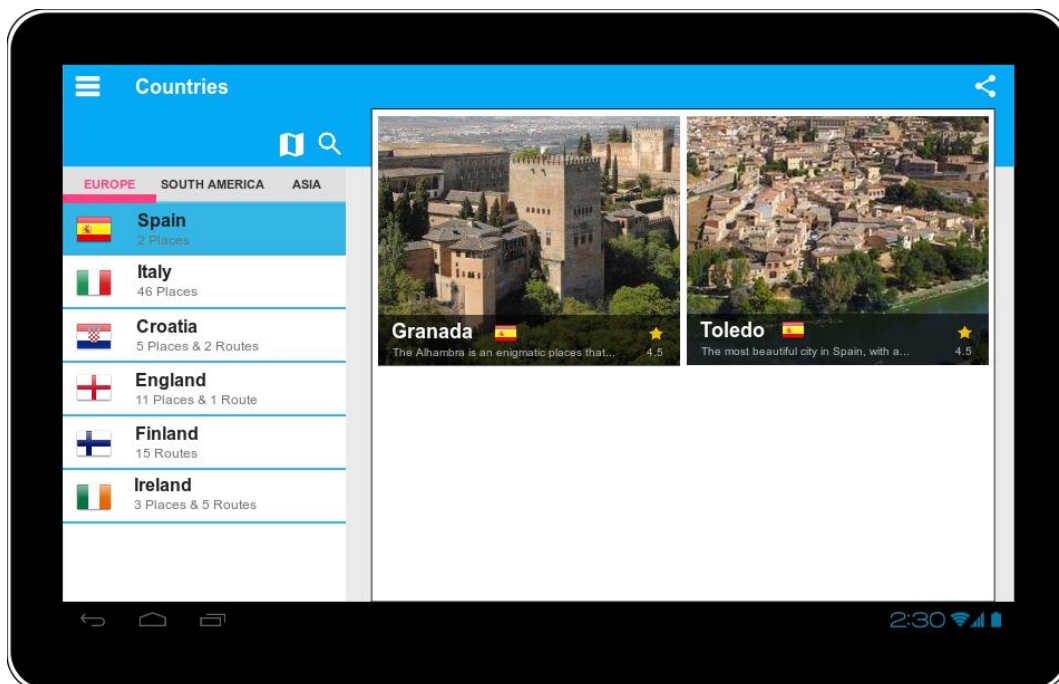 Countries
EUROPE SOUTH AMERICA ASIA
Spain
2 Places
Italy
46 Places
Croatia
5 Places & 2 Routes
England
11 Places & 1 Route
Finland
15 Routes
Ireland
3 Places & 5 Routes
Granada
The Alhambra is an enigmatic places that...
4.5
Toledo
The most beautiful city in Spain, with a...
4.5
2:30